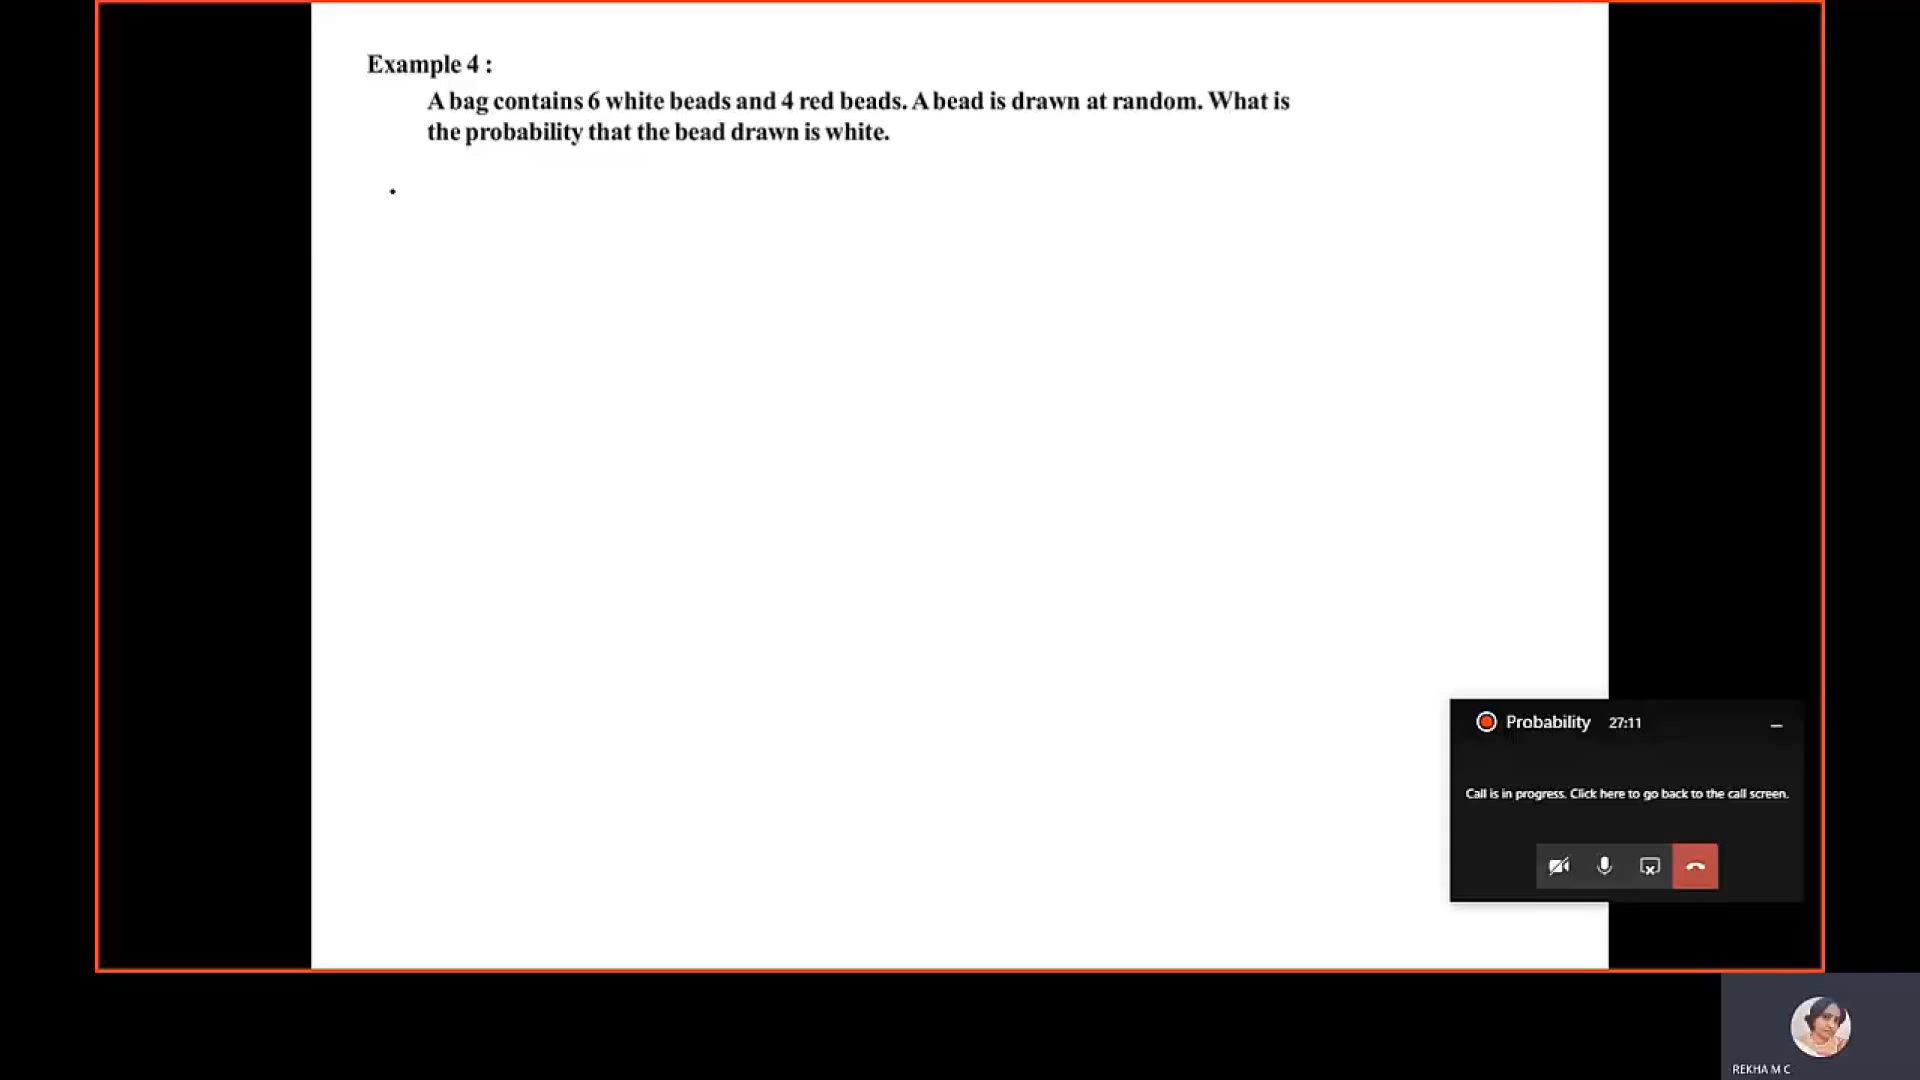 Example 4 :
A bag contains 6 white beads and 4 red beads. A bead is drawn at random. What is
the probability that the bead drawn is white.
Probability 27:11
Call is in progress. Click here to go back to the call screen.
REKHA M C